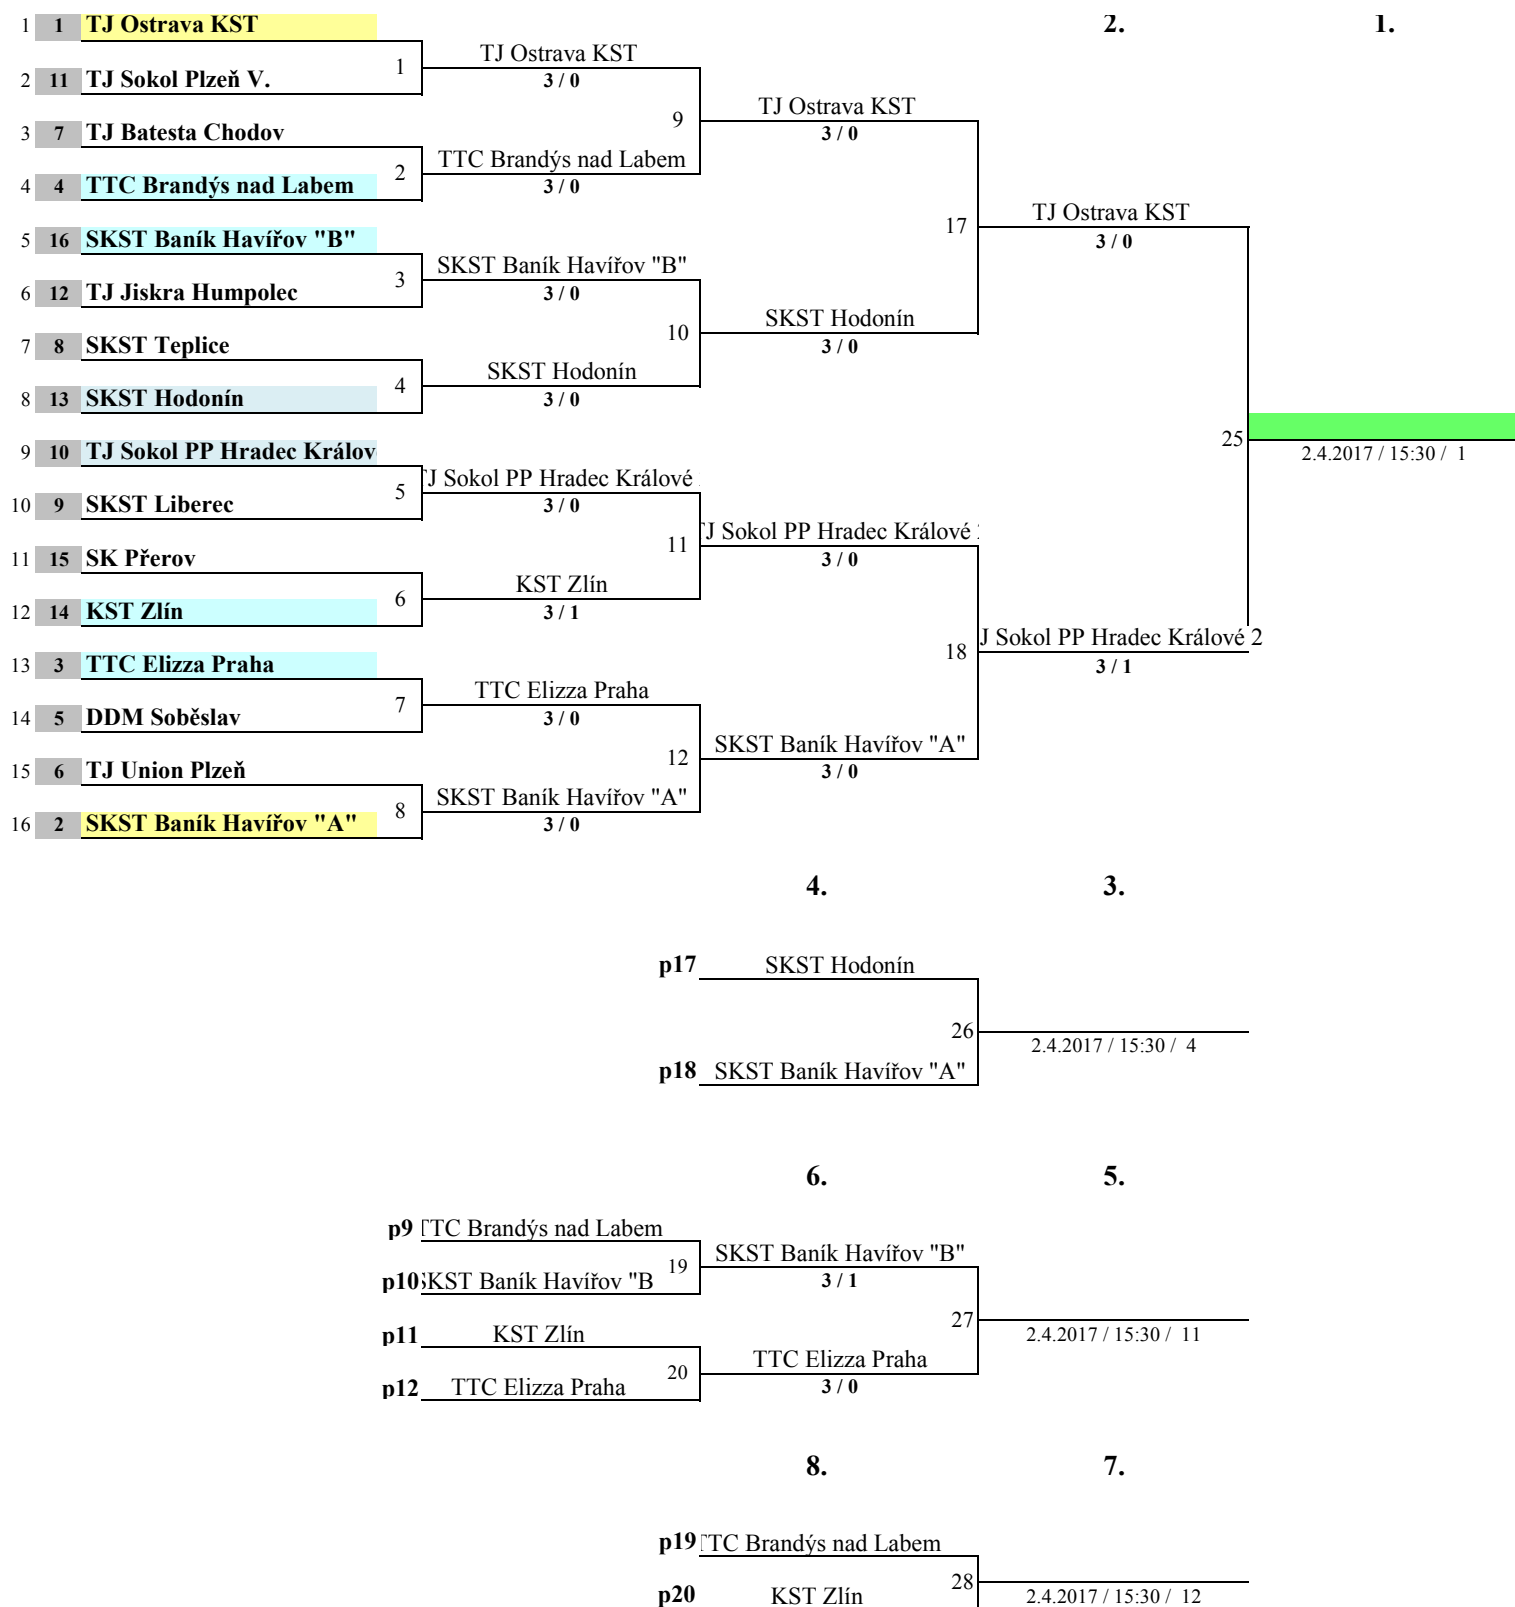 2. 1.
1 1 TJ Ostrava KST
TJ Ostrava KST
1
3 / 0
2 11 TJ Sokol Plzeň V.
TJ Ostrava KST
9
3 / 0
3 7 TJ Batesta Chodov
TTC Brandýs nad Labem
2
3 / 0
4 4 TTC Brandýs nad Labem
TJ Ostrava KST
17
3 / 0
5 16 SKST Baník Havířov "B"
SKST Baník Havířov "B"
3
3 / 0
6 12 TJ Jiskra Humpolec
SKST Hodonín
10
3 / 0
7 8 SKST Teplice
SKST Hodonín
4
3 / 0
8 13 SKST Hodonín
25
2.4.2017 / 15:30 / 1
9 10 TJ Sokol PP Hradec Králov
J Sokol PP Hradec Králové
5
3 / 0
10 9 SKST Liberec
TJ Sokol PP Hradec Králové
11
3 / 0
11 15 SK Přerov
KST Zlín
6
3 / 1
12 14 KST Zlín
J Sokol PP Hradec Králové 2
18
3 / 1
13 3 TTC Elizza Praha
TTC Elizza Praha
7
3 / 0
14 5 DDM Soběslav
SKST Baník Havířov "A"
12
3 / 0
15 6 TJ Union Plzeň
SKST Baník Havířov "A"
8
3 / 0
16 2 SKST Baník Havířov "A"
4. 3.
p17 SKST Hodonín
26
2.4.2017 / 15:30 / 4
p18 SKST Baník Havířov "A"
6. 5.
p9 TTC Brandýs nad Labem
SKST Baník Havířov "B"
19
3 / 1
p10 SKST Baník Havířov "B
27
2.4.2017 / 15:30 / 11
p11 KST Zlín
TTC Elizza Praha
20
3 / 0
p12 TTC Elizza Praha
8. 7.
p19 TTC Brandýs nad Labem
28
2.4.2017 / 15:30 / 12
p20 KST Zlín